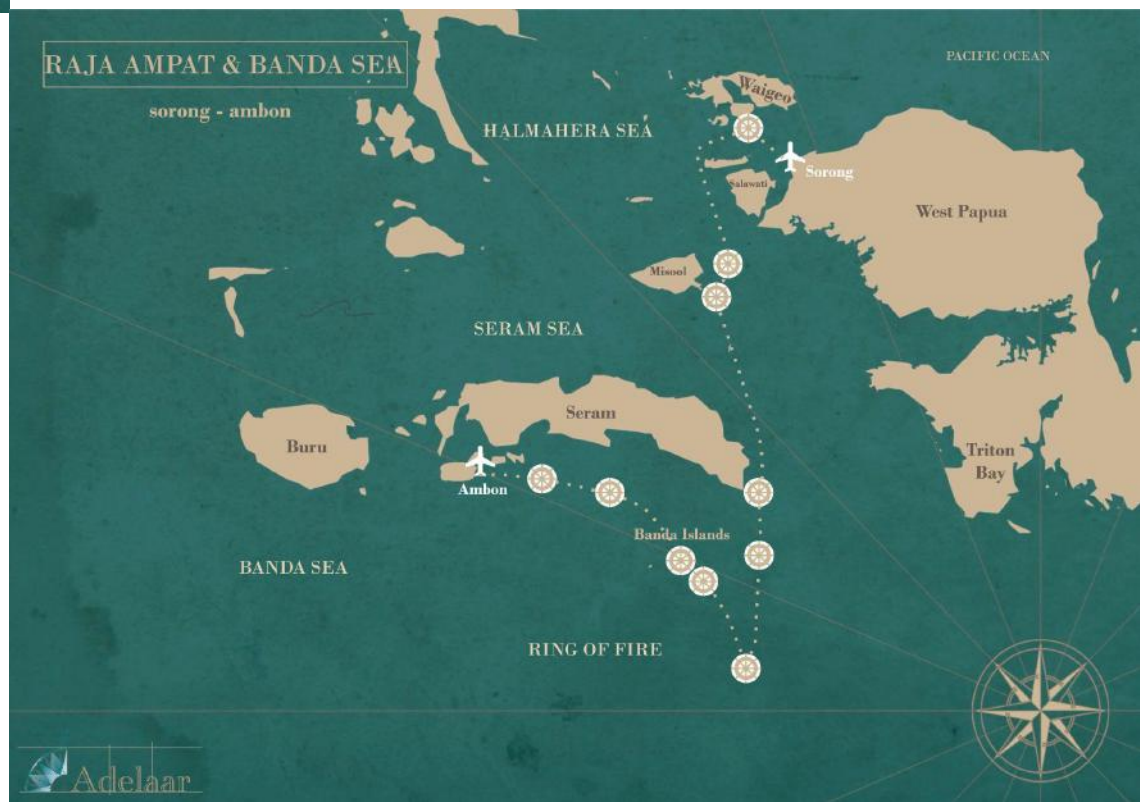 RAJA AMPAT & BANDA SEA
sorong - ambon
PACIFIC OCEAN
Waigeo
HALMAHERA SEA
Sorong
Salawati
West Papua
Misool
SERAM SEA
Seram
Buru
Triton
Bay
Ambon
Banda Islands
BANDA SEA
RING OF FIRE
Adelaar